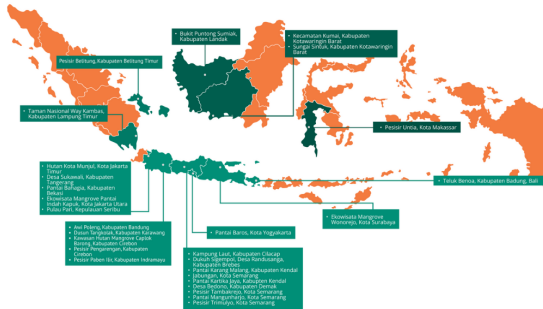 Bukit Puntong Sumiak,
Kabupaten Landak
Kecamatan Kumai, Kabupaten
Kotawaringin Barat
Sungai Sintuk, Kabupaten Kotawaringin
Barat
Pesisir Belitung, Kabupaten Belitung Timur
Taman Nasional Way Kambas,
Kabupaten Lampung Timur
Pesisir Untia, Kota Makassar
Hutan Kota Munjul, Kota Jakarta
Timur
Desa Sukawali, Kabupaten
Tangerang
Pantai Bahagia, Kabupaten
Bekasi
Ekowisata Mangrove Pantai
Indah Kapuk, Kota Jakarta Utara
Pulau Pari, Kepulauan Seribu
Teluk Benoa, Kabupaten Badung, Bali
Ekowisata Mangrove
Wonorejo, Kota Surabaya
Pantai Baros, Kota Yogyakarta
Awi Poleng, Kabupaten Bandung
Dusun Tangkolak, Kabupaten Karawang
Kawasan Hutan Mangrove Caplok
Barong, Kabupaten Cirebon
Pesisir Pengarengan, Kabupaten
Cirebon
Pesisir Paben Ilir, Kabupaten Indramayu
Kampung Laut, Kabupaten Cilacap
Dukuh Sigempol, Desa Randusanga,
Kabupaten Brebes
Pantai Karang Malang, Kabupaten Kendal
Jabungan, Kota Semarang
Pantai Kartika Jaya, Kabupaten Kendal
Desa Bedono, Kabupaten Demak
Pesisir Tambakrejo, Kota Semarang
Pantai Mangunharjo, Kota Semarang
Pesisir Trimulyo, Kota Semarang